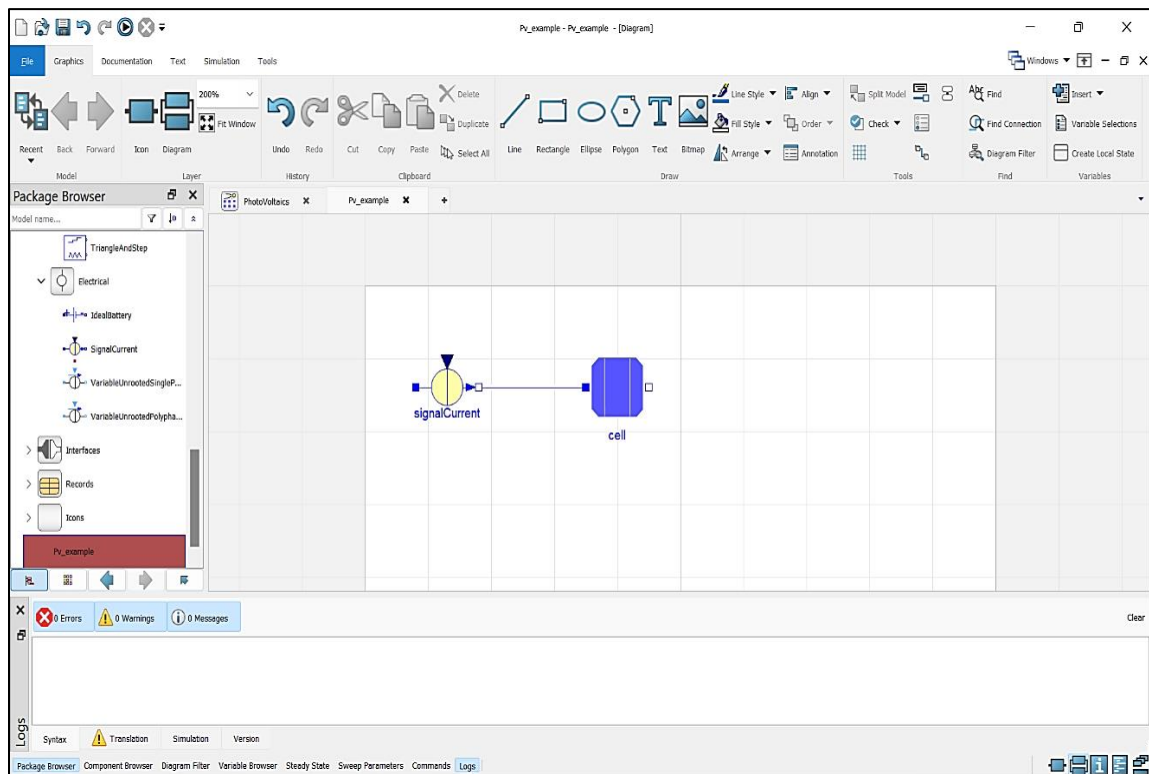 Pv_example - Pv_example - [Diagram]
File Graphics Documentation Text Simulation Tools
Windows
200%
Fit Window
Delete
Duplicate
Select All
Line Style
Fill Style
Arrange
Align
Order
Annotation
Split Model
Check
Abc Find
Find Connection
Diagram Filter
Insert
Variable Selections
Create Local State
Recent Back Forward Icon Diagram Undo Redo Cut Copy Paste Line Rectangle Ellipse Polygon Text Bitmap
Model Layer History Clipboard Draw Tools Find Variables
Package Browser
PhotoVoltaics
Pv_example
Model name...
TriangleAndStep
Electrical
IdealBattery
SignalCurrent
VariableUnrootedSingleP...
VariableUnrootedPolypha...
Interfaces
Records
Icons
Pv_example
signalCurrent
cell
0 Errors 0 Warnings 0 Messages
Clear
Logs
Syntax Translation Simulation Version
Package Browser Component Browser Diagram Filter Variable Browser Steady State Sweep Parameters Commands Logs